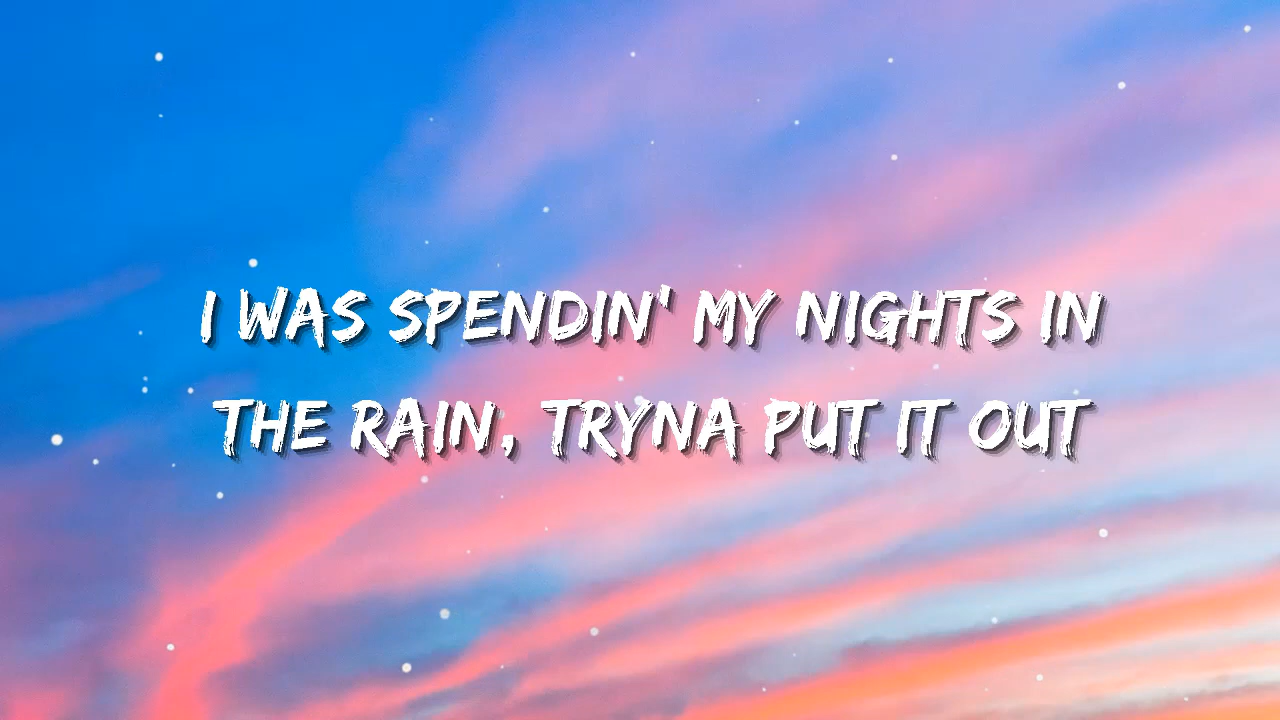 I WAS SPENDIN' MY NIGHTS IN
THE RAIN, TRYNA PUT IT OUT